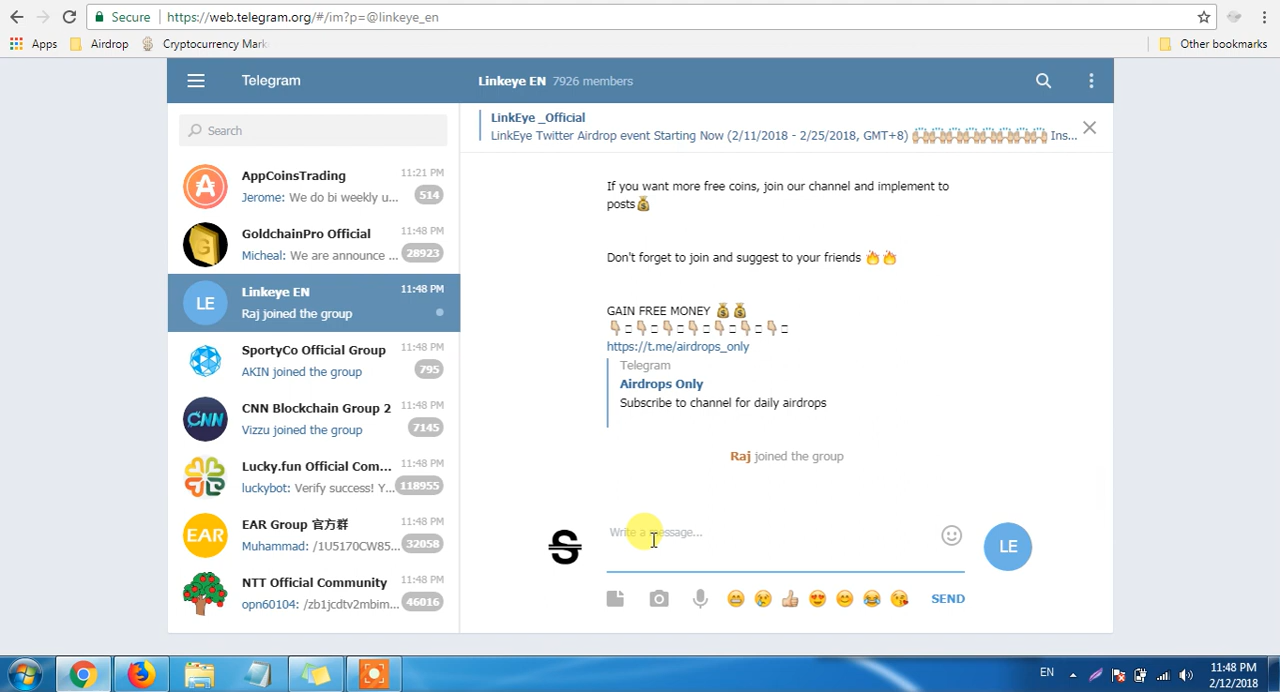 Secure https://web.telegram.org/#/im?p=@linkeye_en
Apps Airdrop Cryptocurrency Mark Other bookmarks
Telegram
Linkeye EN 7926 members
Search
LinkEye _Official
LinkEye Twitter Airdrop event Starting Now (2/11/2018 - 2/25/2018, GMT+8) 🙌🏼🙌🏼🙌🏼🙌🏼🙌🏼🙌🏼🙌🏼 Ins...
AppCoinsTrading 11:21 PM
Jerome: We do bi weekly u... 514
GoldchainPro Official 11:48 PM
Micheal: We are announce ... 28923
Linkeye EN 11:48 PM
Raj joined the group
LE
SportyCo Official Group 11:48 PM
AKIN joined the group 795
CNN Blockchain Group 2 11:48 PM
Vizzu joined the group 7145
CNN
Lucky.fun Official Com... 11:48 PM
luckybot: Verify success! Y... 118955
EAR Group 官方群 11:48 PM
Muhammad: /1U5170CW85... 32058
EAR
NTT Official Community 11:48 PM
opn60104: /zb1jcdtv2mbim... 46016
If you want more free coins, join our channel and implement to
posts💰
Don't forget to join and suggest to your friends 🔥🔥
GAIN FREE MONEY 💰💰
https://t.me/airdrops_only
Telegram
Airdrops Only
Subscribe to channel for daily airdrops
Raj joined the group
Write a message...
LE
SEND
EN
11:48 PM
2/12/2018